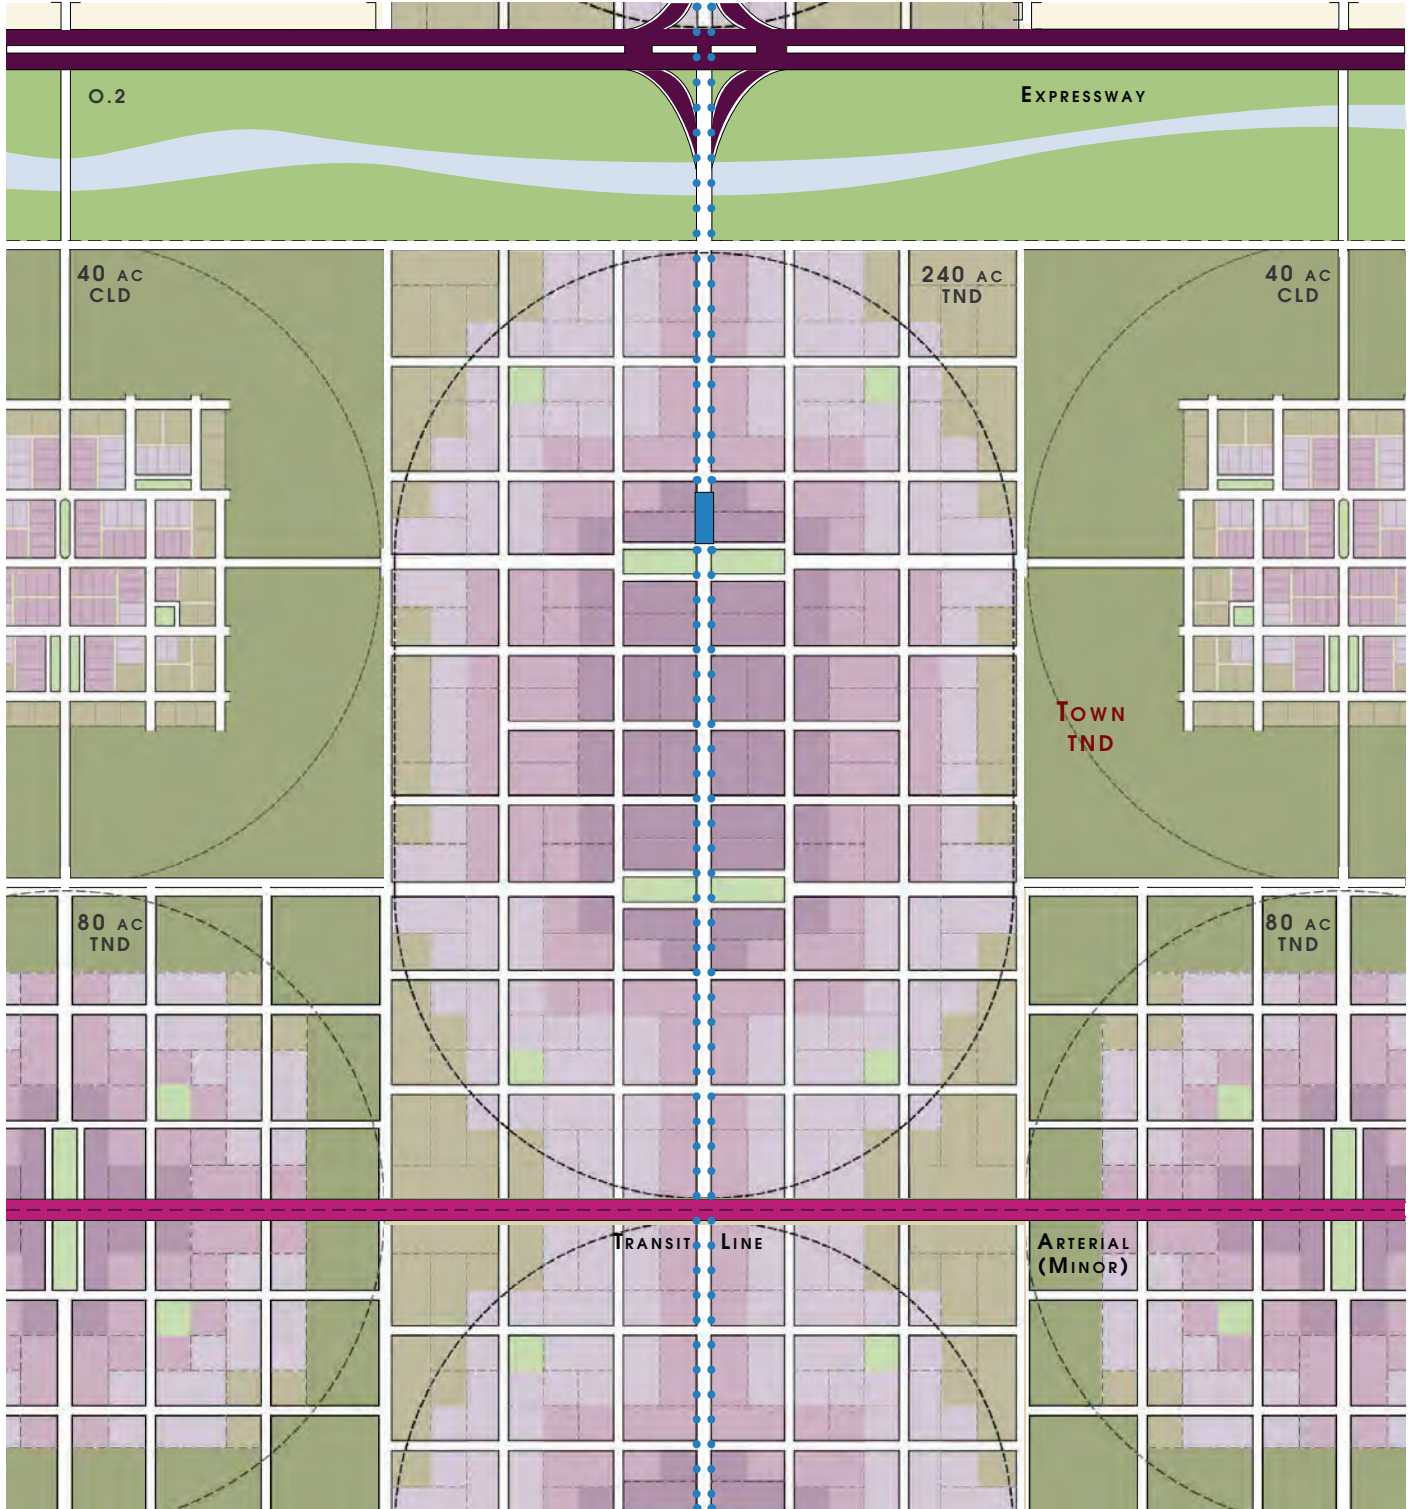 O.2
EXPRESSWAY
40 AC
CLD
240 AC
TND
40 AC
CLD
TOWN
TND
80 AC
TND
80 AC
TND
TRANSIT LINE
ARTERIAL
(MINOR)